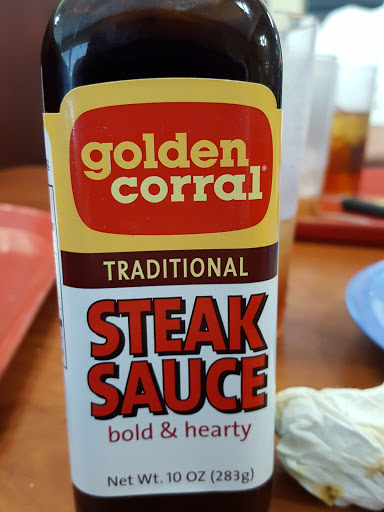 golden
corral®
TRADITIONAL
STEAK
SAUCE
bold & hearty
Net Wt. 10 OZ (283g)